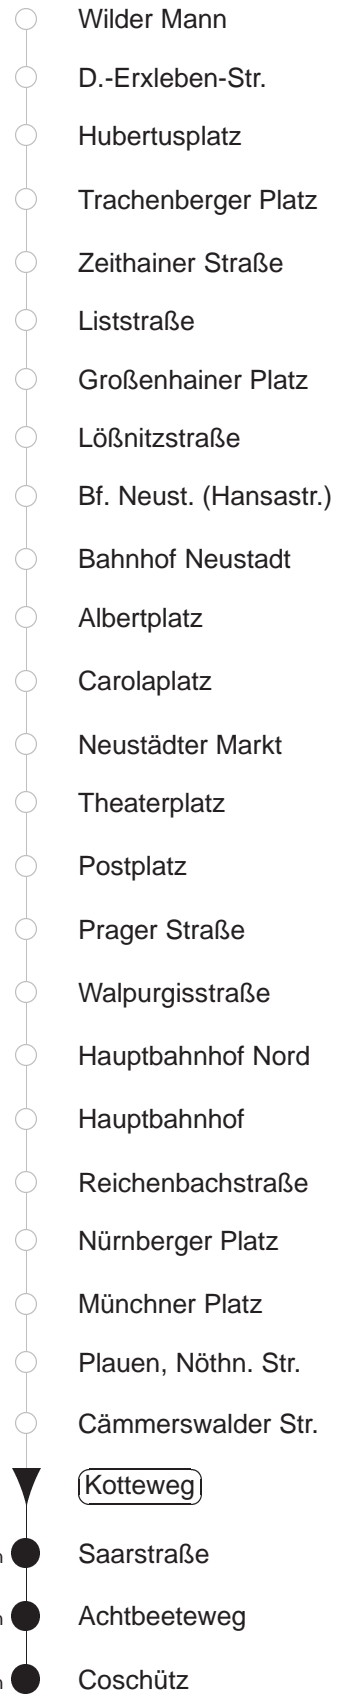 Wilder Mann
D.-Erxleben-Str.
Hubertusplatz
Trachenberger Platz
Zeithainer Straße
Liststraße
Großenhainer Platz
Lößnitzstraße
Bf. Neust. (Hansastr.)
Bahnhof Neustadt
Albertplatz
Carolaplatz
Neustädter Markt
Theaterplatz
Postplatz
Prager Straße
Walpurgisstraße
Hauptbahnhof Nord
Hauptbahnhof
Reichenbachstraße
Nürnberger Platz
Münchner Platz
Plauen, Nöthn. Str.
Cämmerswalder Str.
Kotteweg
Saarstraße
Achtbeeteweg
Coschütz